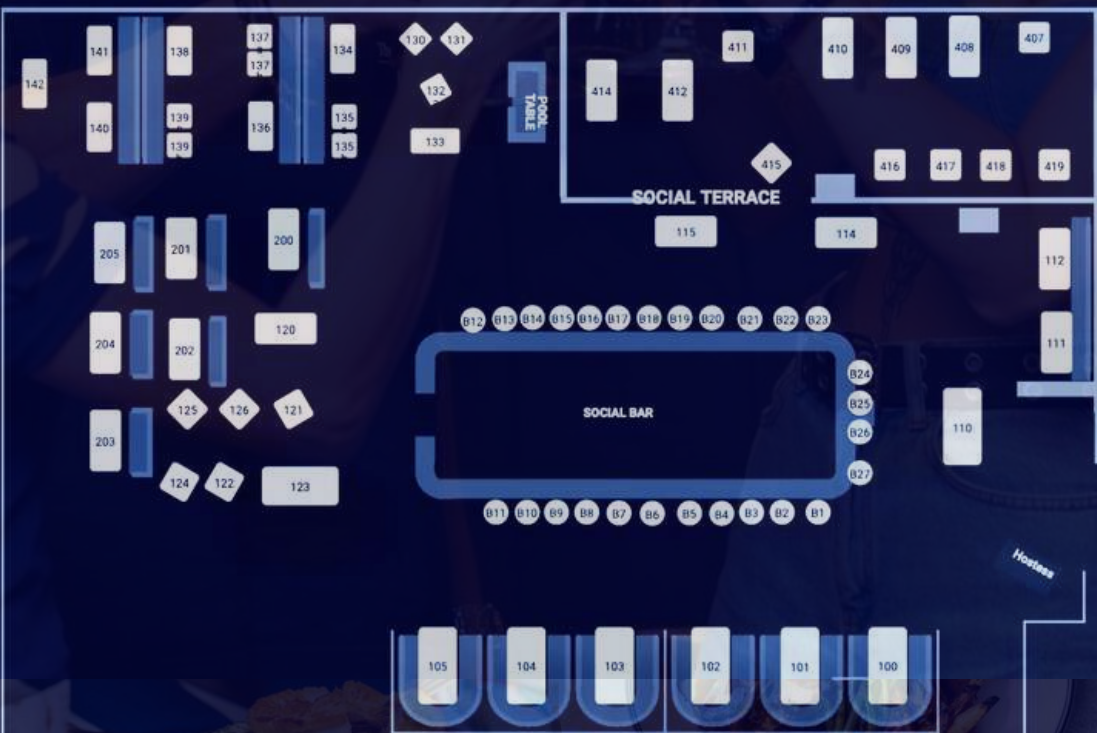 141
138
137
137
134
130
131
142
132
140
139
139
136
135
135
133
POOL
TABLE
411
410
409
408
407
414
412
415
416
417
418
419
SOCIAL TERRACE
115
114
205
201
200
112
204
202
120
111
125
126
121
203
124
122
123
B12
B13
B14
B15
B16
B17
B18
B19
B20
B21
B22
B23
B24
B25
B26
B27
SOCIAL BAR
110
B11
B10
B9
B8
B7
B6
B5
B4
B3
B2
B1
Hostess
105
104
103
102
101
100